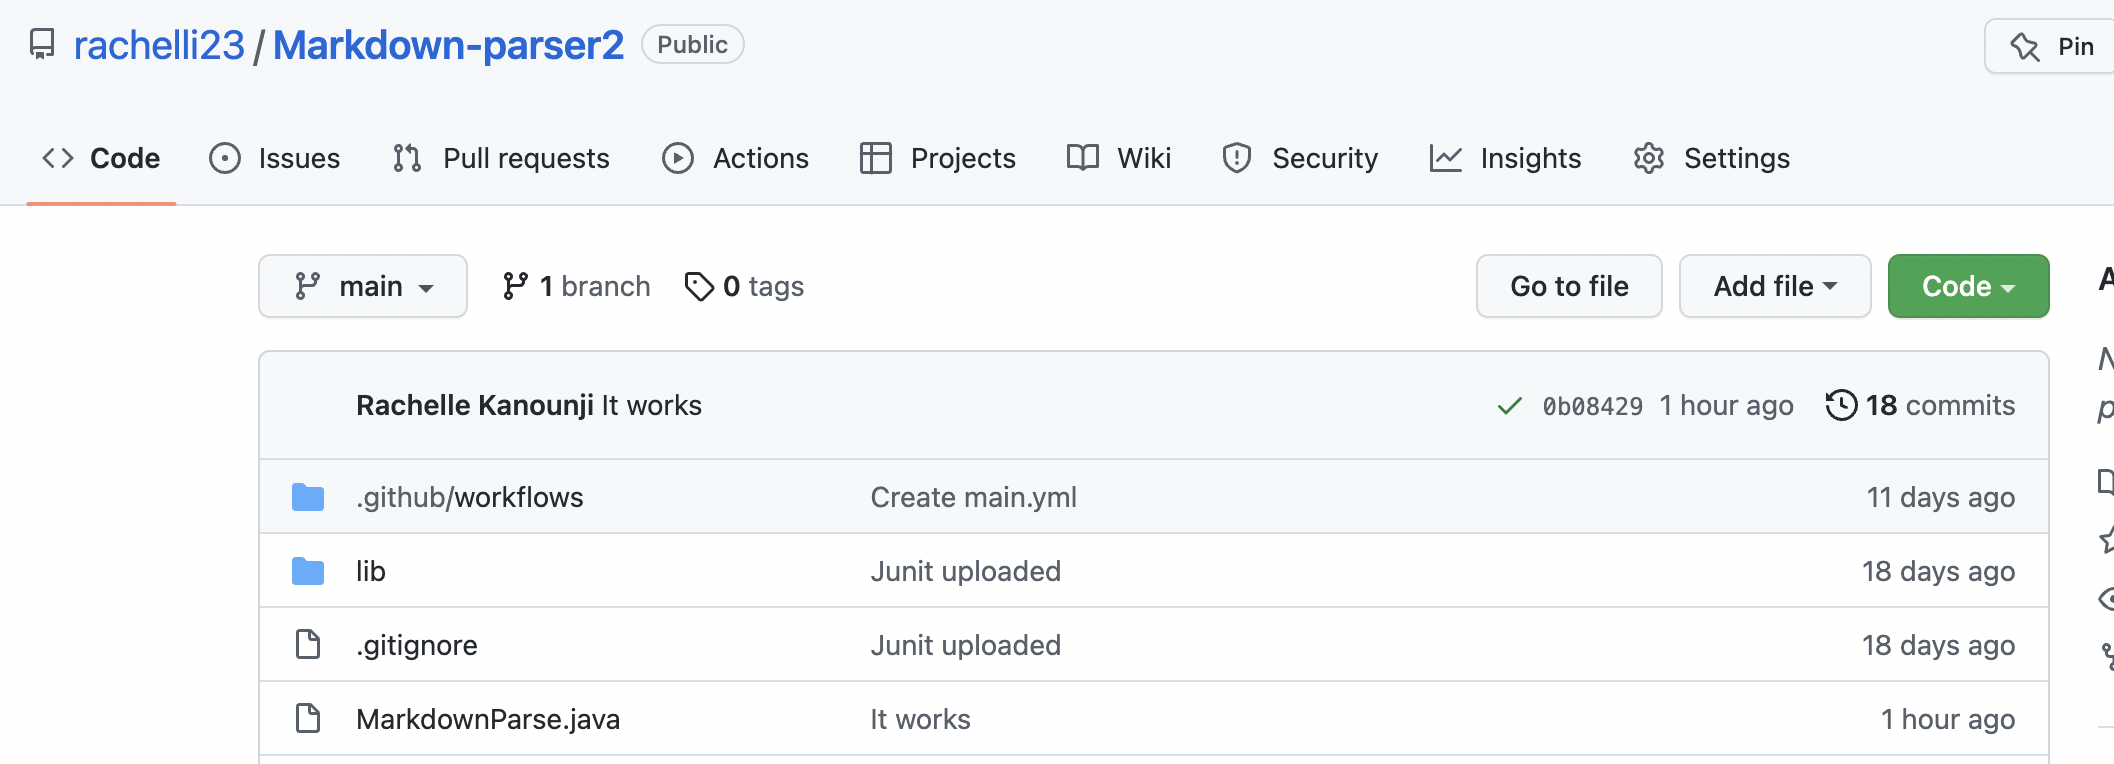 rachelli23 / Markdown-parser2 Public
Pin
Code Issues Pull requests Actions Projects Wiki Security Insights Settings
main 1 branch 0 tags Go to file Add file Code
Rachelle Kanounji It works 0b08429 1 hour ago 18 commits
.github/workflows Create main.yml 11 days ago
lib Junit uploaded 18 days ago
.gitignore Junit uploaded 18 days ago
MarkdownParse.java It works 1 hour ago